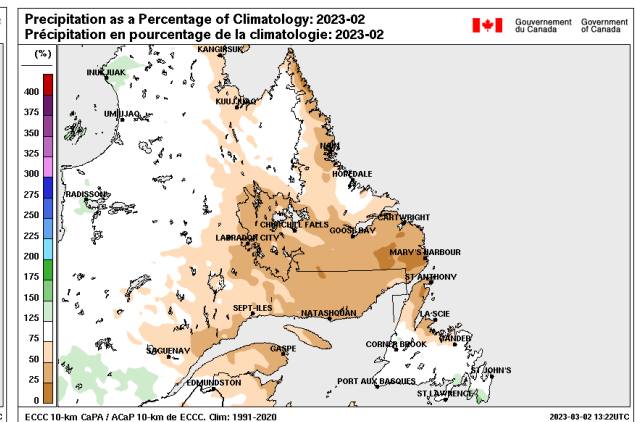 Precipitation as a Percentage of Climatology: 2023-02
Précipitation en pourcentage de la climatologie: 2023-02
Gouvernement du Canada
Government of Canada
(%)
400
375
350
325
300
275
250
225
200
175
150
125
75
50
25
0
KANGIRSUK
INUKJUAK
KUUJJUAQ
UMIUJAQ
NAIN
HOPEDALE
RADISSON
CARTWRIGHT
CHURCHILL FALLS
GOOSE BAY
LABRADOR CITY
MARY'S HARBOUR
ST ANTHONY
SEPT-ILES
NATASHQUAN
LA SCIE
GANDER
CORNER BROOK
SAGUENAY
GASPE
ST JOHN'S
EDMUNDSTON
PORT AUX BASQUES
ST LAWRENCE
ECCC 10-km CaPA / ACaP 10-km de ECCC. Clim: 1991-2020
2023-03-02 13:22UTC